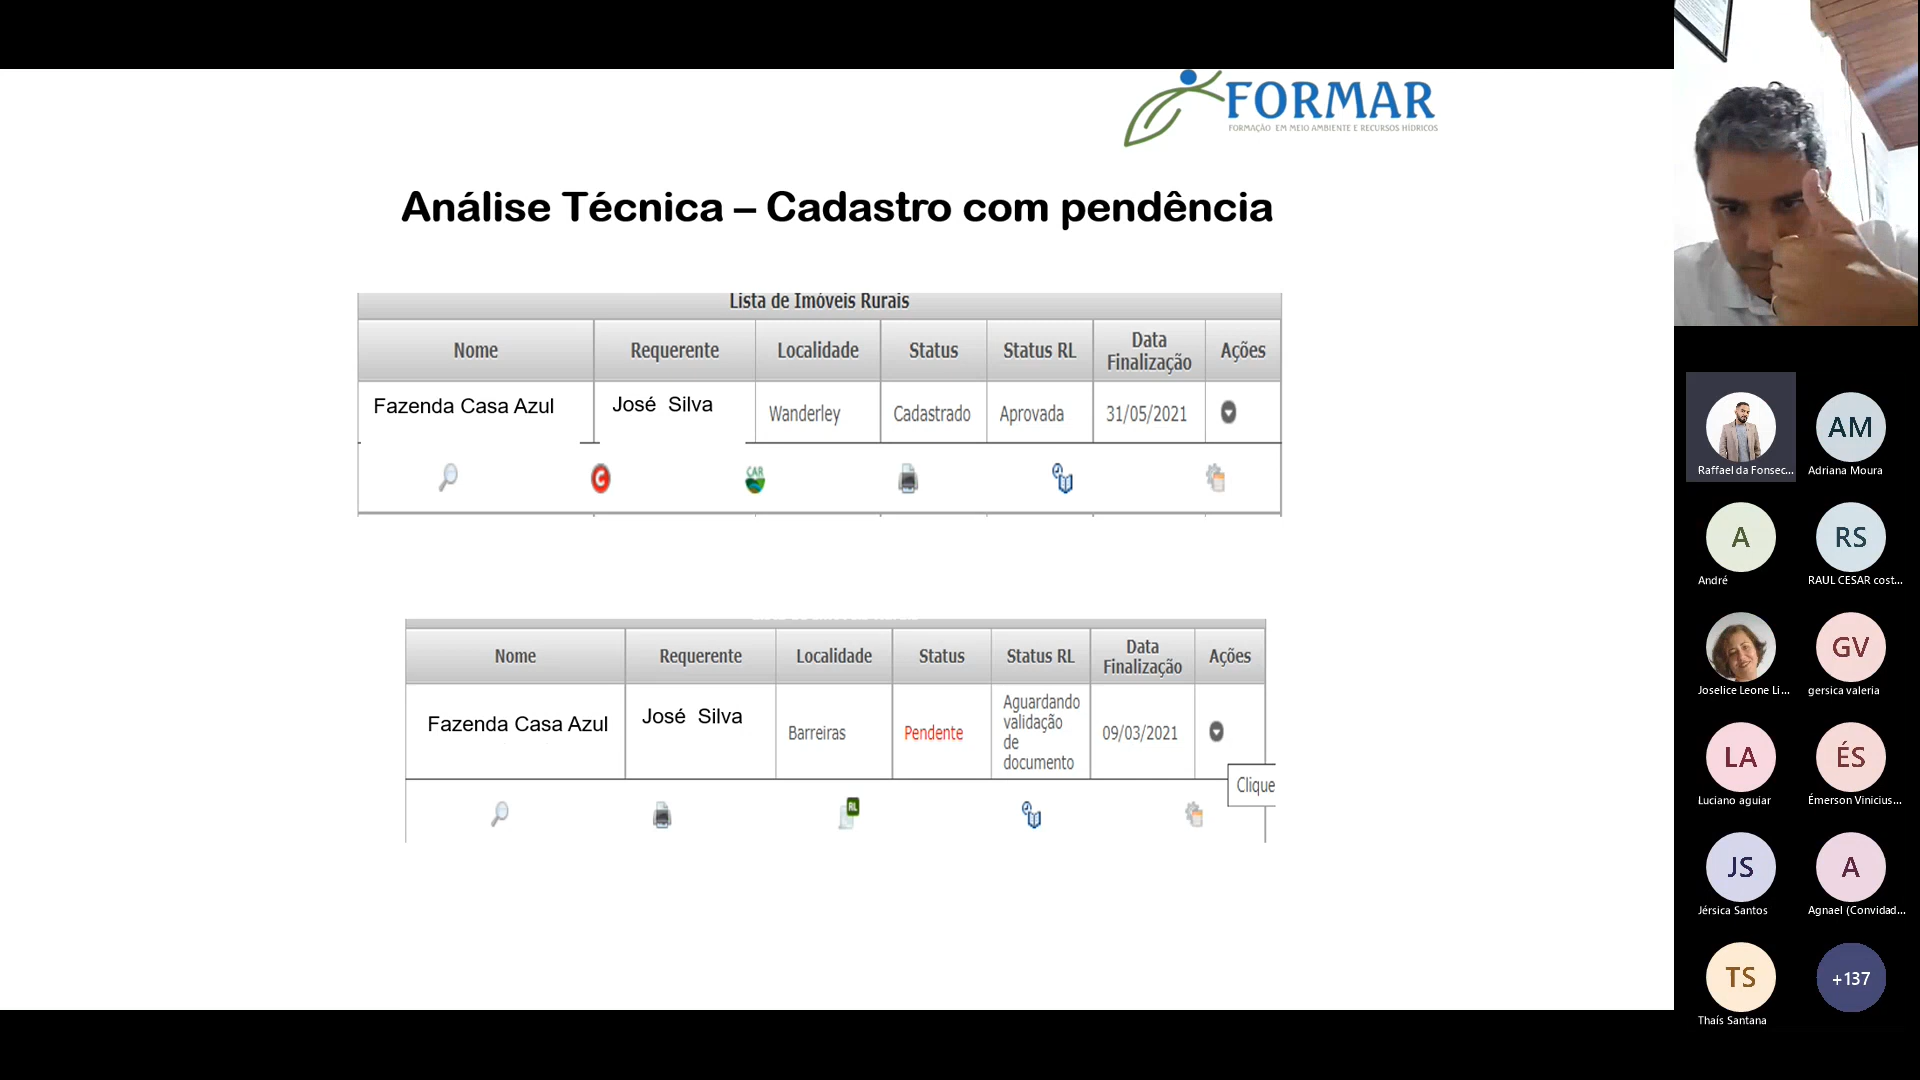 FORMAR
FORMAÇÃO EM MEIO AMBIENTE E RECURSOS HÍDRICOS
Análise Técnica – Cadastro com pendência
Lista de Imóveis Rurais
Nome Requerente Localidade Status Status RL Data Finalização Ações
Fazenda Casa Azul José Silva Wanderley Cadastrado Aprovada 31/05/2021
C CAR
Nome Requerente Localidade Status Status RL Data Finalização Ações
Fazenda Casa Azul José Silva Barreiras Pendente Aguardando validação de documento 09/03/2021
Clique
RL
Raffael da Fonsec...
AM
Adriana Moura
A
André
RS
RAUL CESAR cost...
Joselice Leone Li...
GV
gersica valeria
LA
Luciano aguiar
ÉS
Émerson Vinicius...
JS
Jérsica Santos
A
Agnael (Convidad...
TS
Thaís Santana
+137